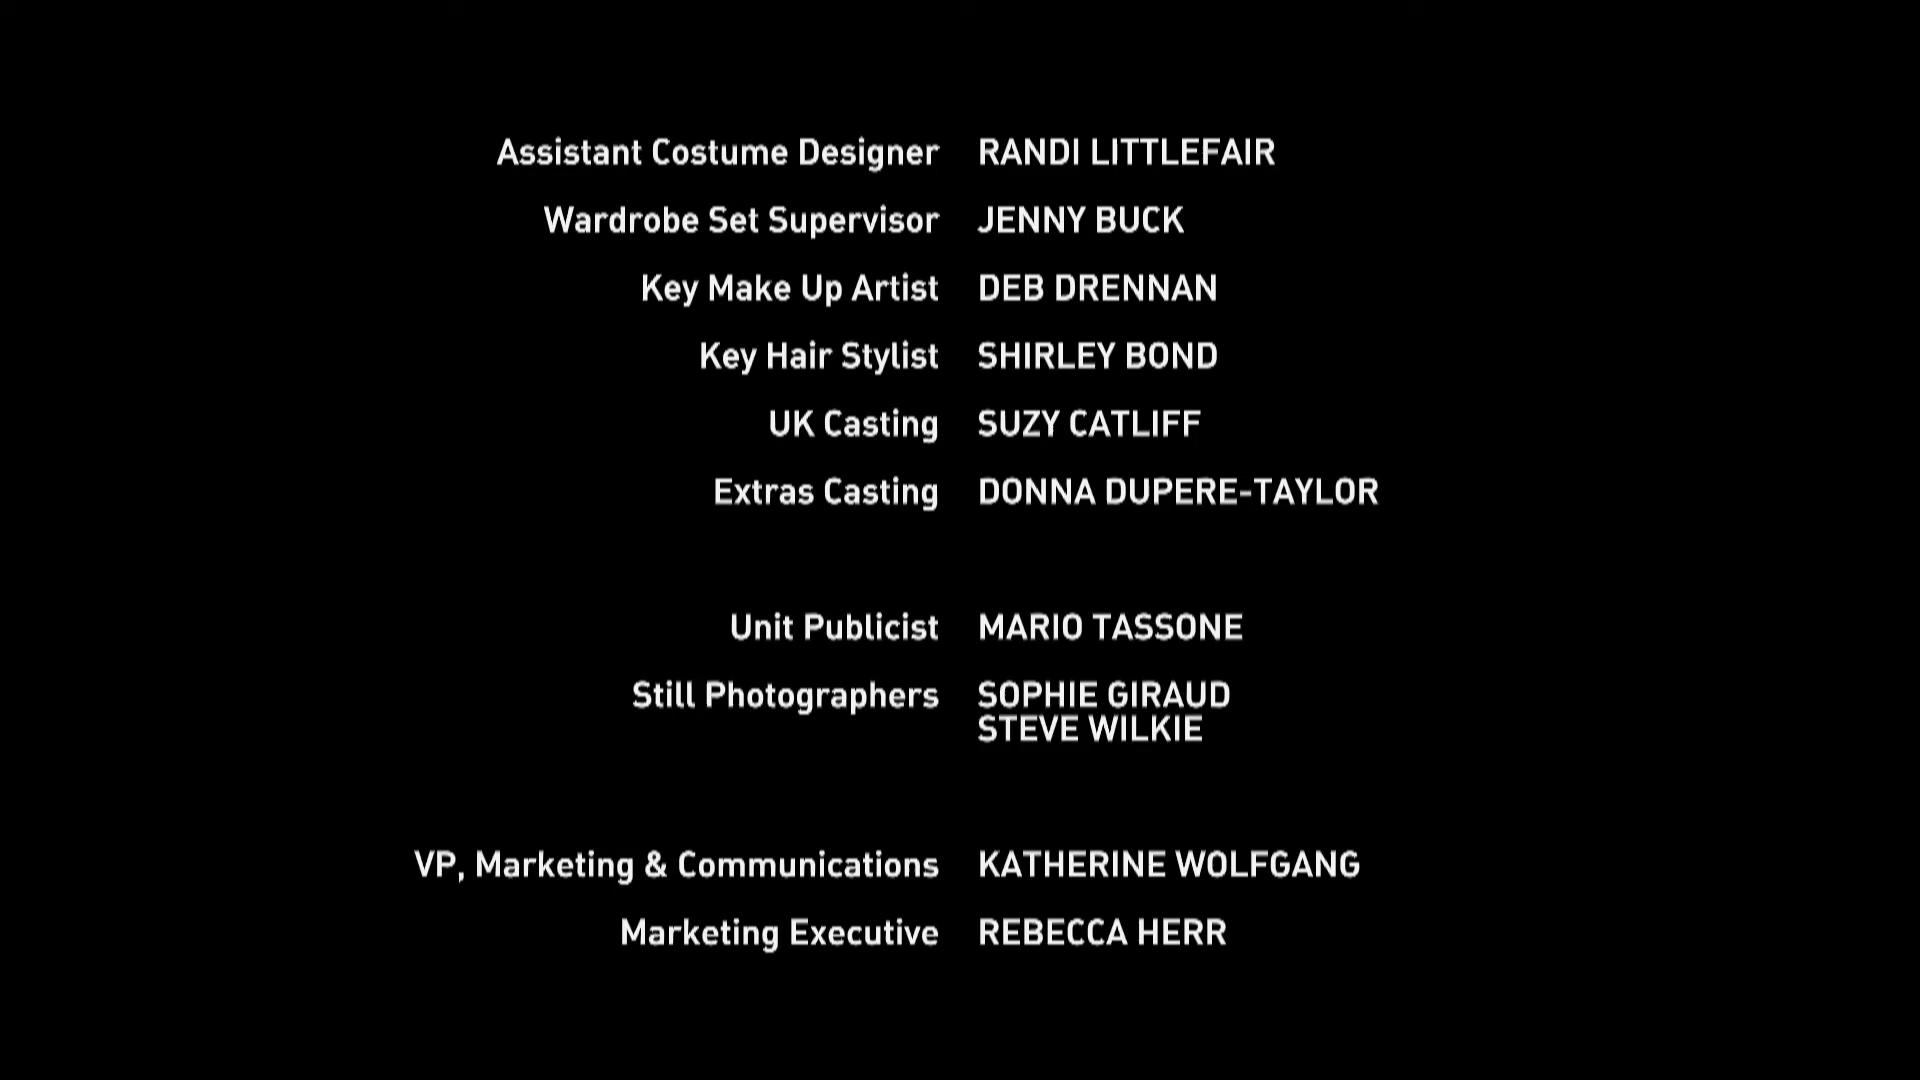 Assistant Costume Designer RANDI LITTLEFAIR
Wardrobe Set Supervisor JENNY BUCK
Key Make Up Artist DEB DRENNAN
Key Hair Stylist SHIRLEY BOND
UK Casting SUZY CATLIFF
Extras Casting DONNA DUPERE-TAYLOR
Unit Publicist MARIO TASSONE
Still Photographers SOPHIE GIRAUD
STEVE WILKIE
VP, Marketing & Communications KATHERINE WOLFGANG
Marketing Executive REBECCA HERR